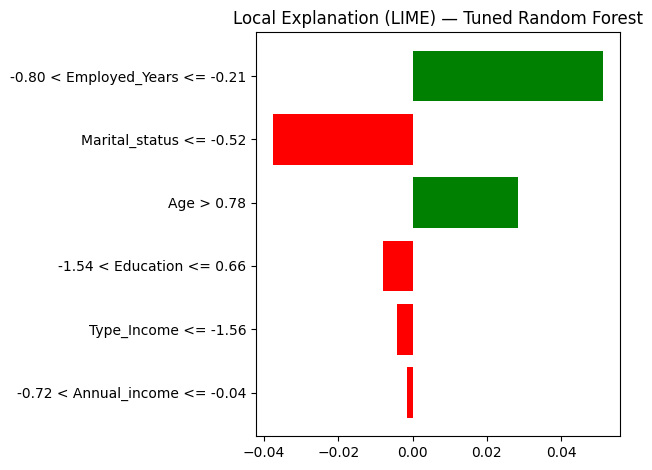 Local Explanation (LIME) — Tuned Random Forest
-0.80 < Employed_Years <= -0.21
Marital_status <= -0.52
Age > 0.78
-1.54 < Education <= 0.66
Type_Income <= -1.56
-0.72 < Annual_income <= -0.04
−0.04 −0.02 0.00 0.02 0.04